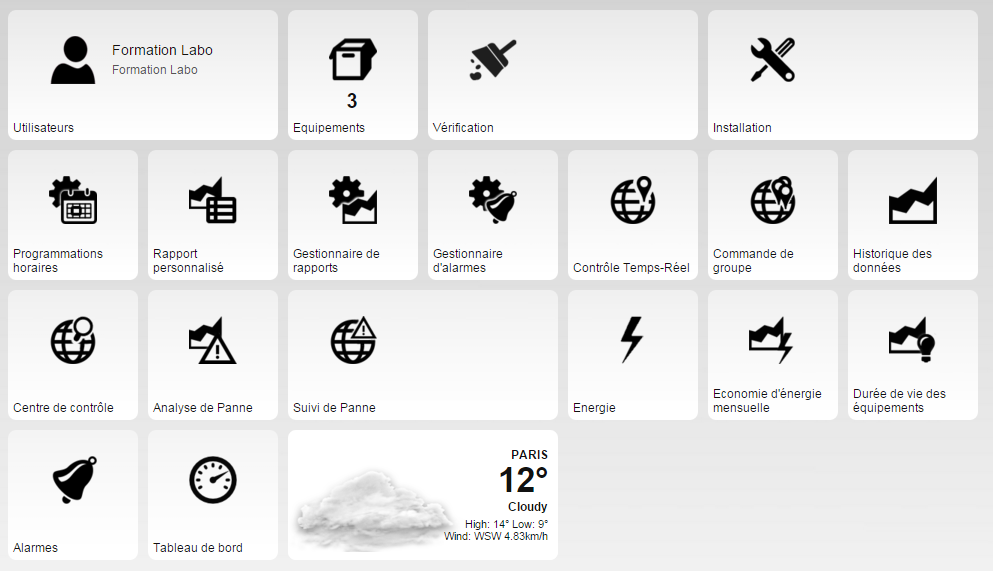 Formation Labo
Formation Labo
Utilisateurs
3
Equipements
Vérification
Installation
Programmations
horaires
Rapport
personnalisé
Gestionnaire de
rapports
Gestionnaire
d'alarmes
Contrôle Temps-Réel
Commande de
groupe
Historique des
données
Centre de contrôle
Analyse de Panne
Suivi de Panne
Energie
Economie d'énergie
mensuelle
Durée de vie des
équipements
Alarmes
Tableau de bord
PARIS
12°
Cloudy
High: 14° Low: 9°
Wind: WSW 4.83km/h